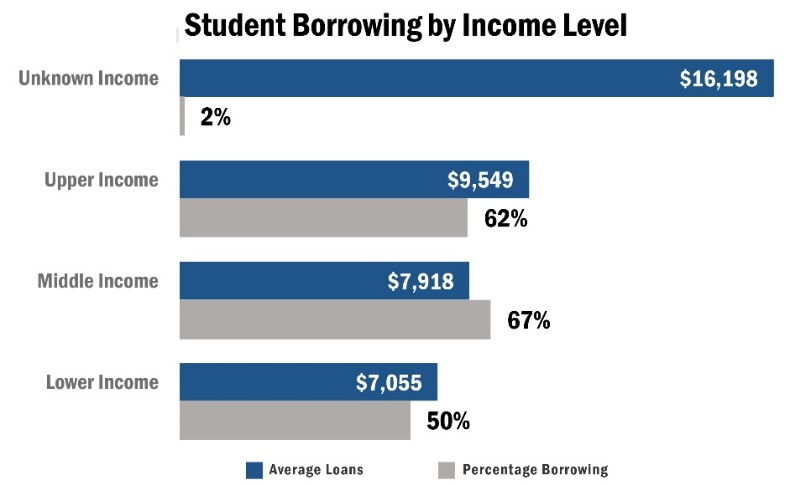 Student Borrowing by Income Level
Unknown Income
$16,198
2%
Upper Income
$9,549
62%
Middle Income
$7,918
67%
Lower Income
$7,055
50%
Average Loans
Percentage Borrowing